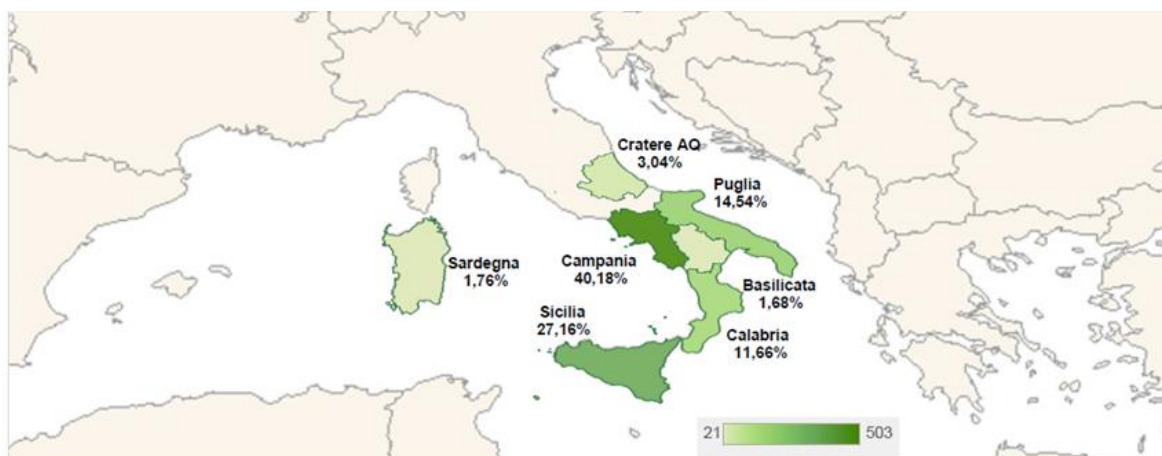 Cratere AQ
3,04%
Puglia
14,54%
Sardegna
1,76%
Campania
40,18%
Basilicata
1,68%
Sicilia
27,16%
Calabria
11,66%
21
503